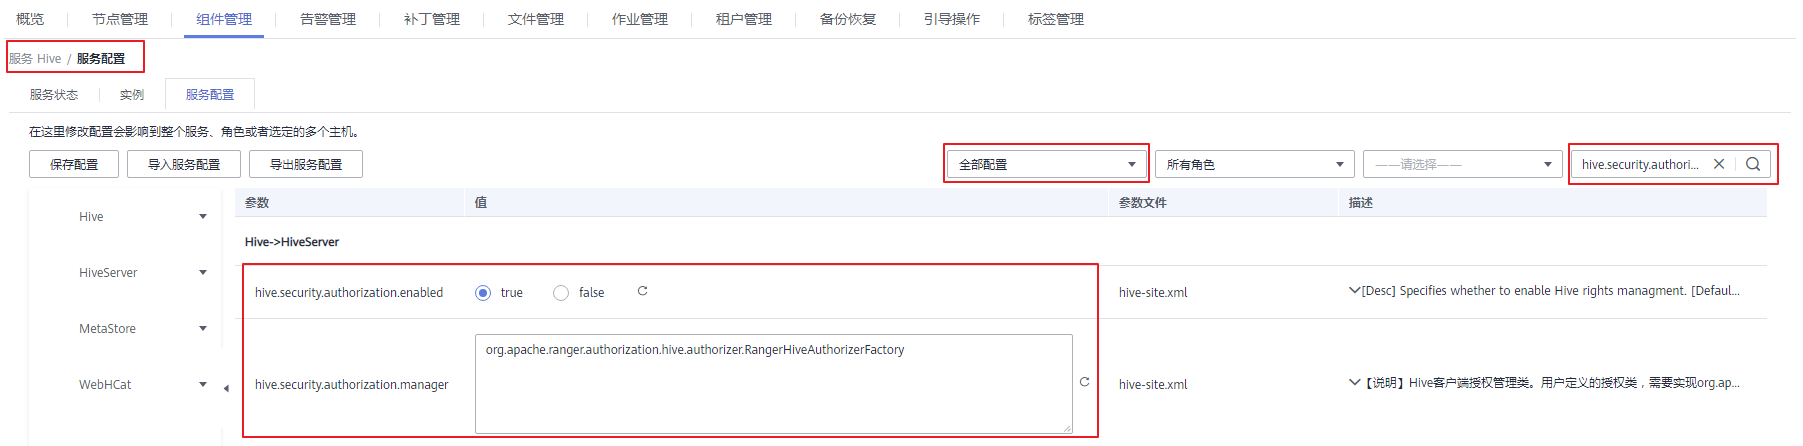 概览 节点管理 组件管理 告警管理 补丁管理 文件管理 作业管理 租户管理 备份恢复 引导操作 标签管理
服务 Hive / 服务配置
服务状态 实例 服务配置
在这里修改配置会影响到整个服务、角色或者选定的多个主机。
保存配置 导入服务配置 导出服务配置 全部配置 所有角色 ——请选择—— hive.security.authori...
参数 值 参数文件 描述
Hive
Hive->HiveServer
HiveServer
hive.security.authorization.enabled true false hive-site.xml [Desc] Specifies whether to enable Hive rights managment. [Defaul...
MetaStore
org.apache.ranger.authorization.hive.authorizer.RangerHiveAuthorizerFactory
WebHCat
hive.security.authorization.manager hive-site.xml 【说明】Hive客户端授权管理类。用户定义的授权类，需要实现org.ap...